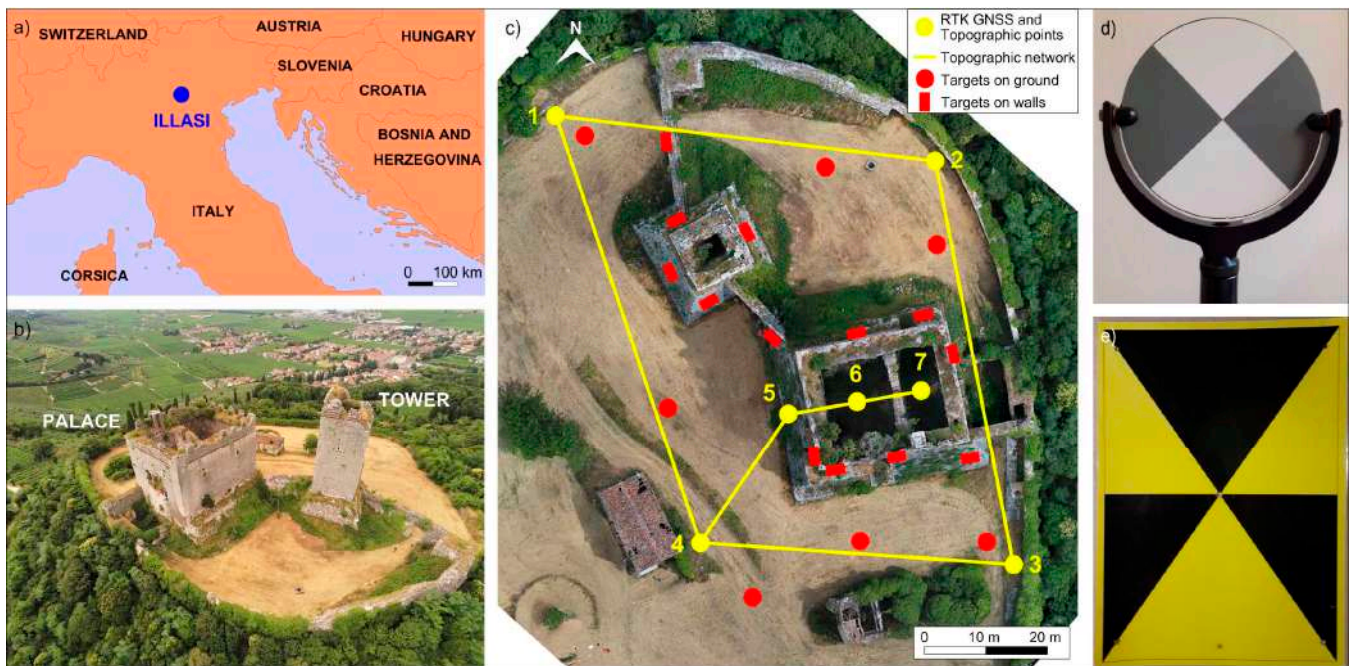 a)
SWITZERLAND
AUSTRIA
HUNGARY
SLOVENIA
CROATIA
ILLASI
BOSNIA AND
HERZEGOVINA
ITALY
CORSICA
0 100 km
b)
PALACE
TOWER
c)
N
RTK GNSS and
Topographic points
Topographic network
Targets on ground
Targets on walls
1
2
5
6
7
4
3
0 10 m 20 m
d)
e)